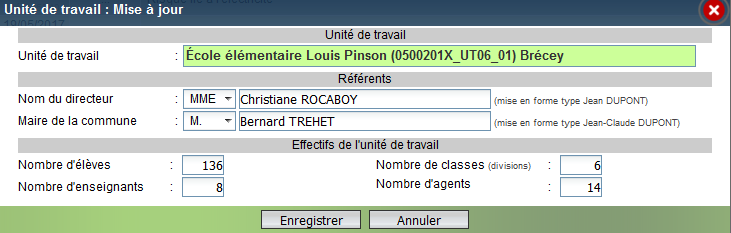 Unité de travail : Mise à jour
Unité de travail
Unité de travail : École élémentaire Louis Pinson (0500201X_UT06_01) Brécey
Référents
Nom du directeur : MME Christiane ROCABOY (mise en forme type Jean DUPONT)
Maire de la commune : M. Bernard TREHET (mise en forme type Jean-Claude DUPONT)
Effectifs de l'unité de travail
Nombre d'élèves : 136 Nombre de classes (divisions) : 6
Nombre d'enseignants : 8 Nombre d'agents : 14
Enregistrer Annuler